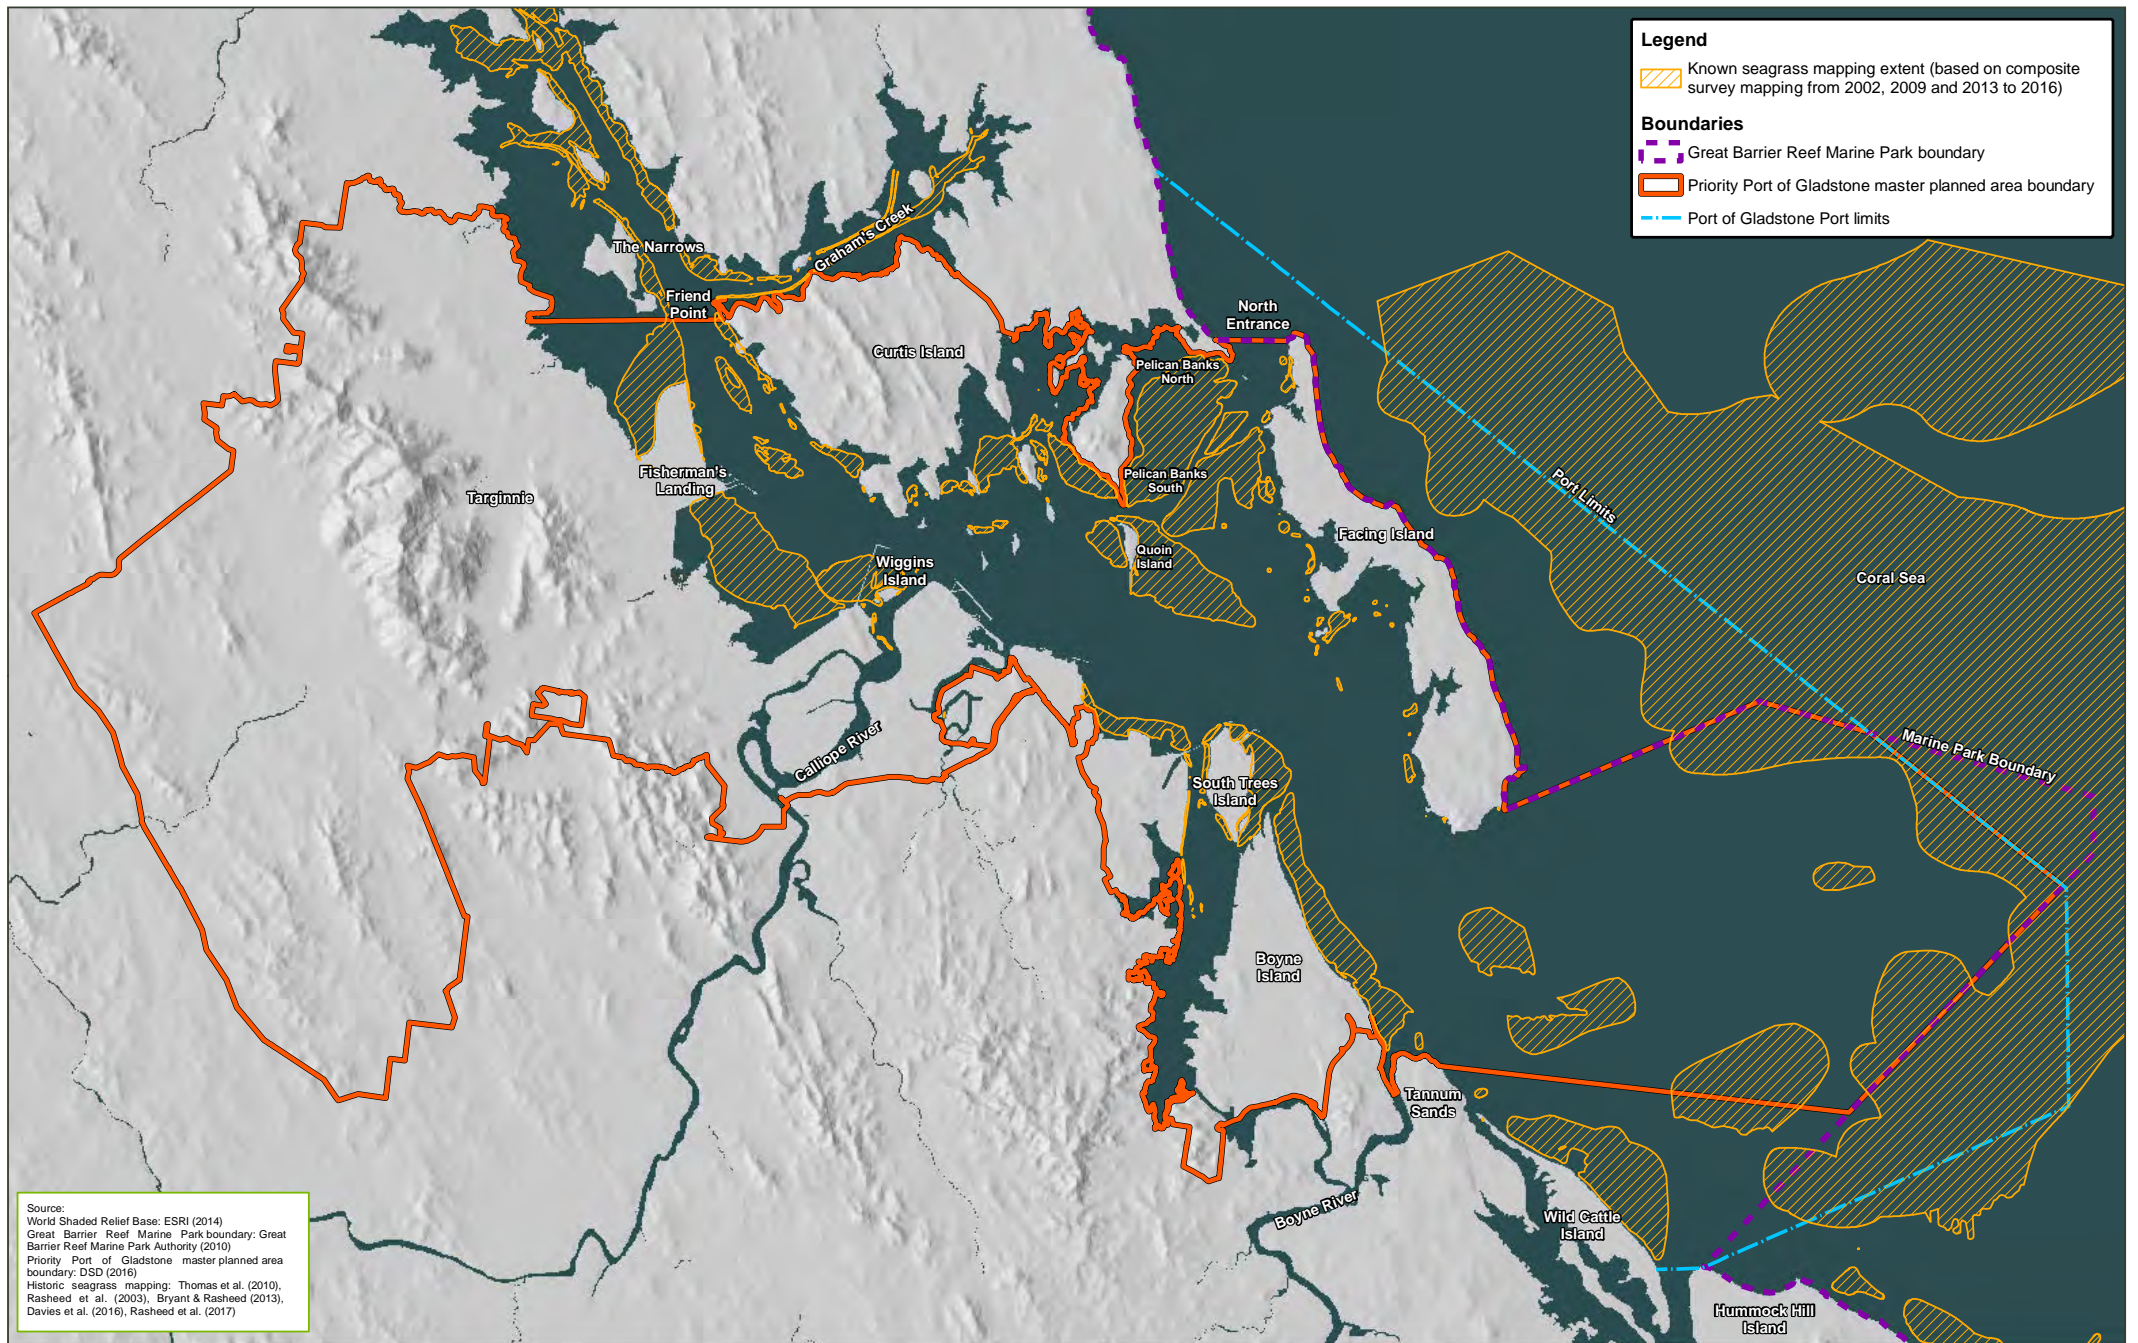 Legend
Known seagrass mapping extent (based on composite
survey mapping from 2002, 2009 and 2013 to 2016)
Boundaries
Great Barrier Reef Marine Park boundary
Priority Port of Gladstone master planned area boundary
Port of Gladstone Port limits
The Narrows
Graham's Creek
Friend
Point
North
Entrance
Curtis Island
Pelican Banks
North
Pelican Banks
South
Fisherman's
Landing
Targinnie
Port Limits
Facing Island
Quoin
Island
Wiggins
Island
Coral Sea
Calliope River
Marine Park Boundary
South Trees
Island
Boyne
Island
Tannum
Sands
Boyne River
Wild Cattle
Island
Hummock Hill
Island
Source:
World Shaded Relief Base: ESRI (2014)
Great Barrier Reef Marine Park boundary: Great
Barrier Reef Marine Park Authority (2010)
Priority Port of Gladstone master planned area
boundary: DSD (2016)
Historic seagrass mapping: Thomas et al. (2010),
Rasheed et al. (2003), Bryant & Rasheed (2013),
Davies et al. (2016), Rasheed et al. (2017)